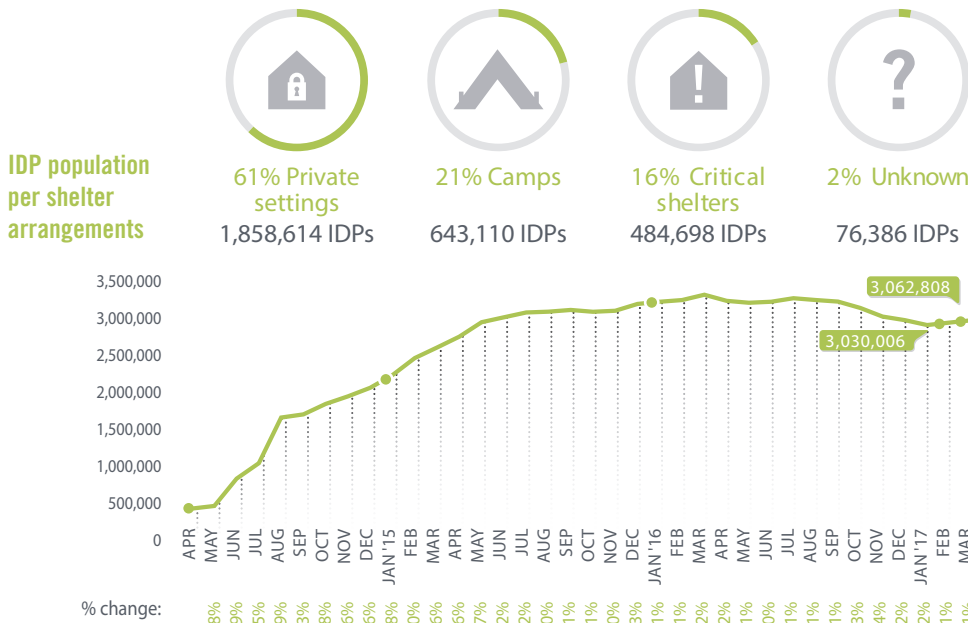 IDP population
per shelter
arrangements
61% Private
settings
1,858,614 IDPs
21% Camps
643,110 IDPs
16% Critical
shelters
484,698 IDPs
2% Unknown
76,386 IDPs
3,500,000
3,000,000
2,500,000
2,000,000
1,500,000
1,000,000
500,000
0
3,062,808
3,030,006
APR
MAY
JUN
JUL
AUG
SEP
OCT
NOV
DEC
JAN '15
FEB
MAR
APR
MAY
JUN
JUL
AUG
SEP
OCT
NOV
DEC
JAN '16
FEB
MAR
APR
MAY
JUN
JUL
AUG
SEP
OCT
NOV
DEC
JAN'17
FEB
MAR
% change: